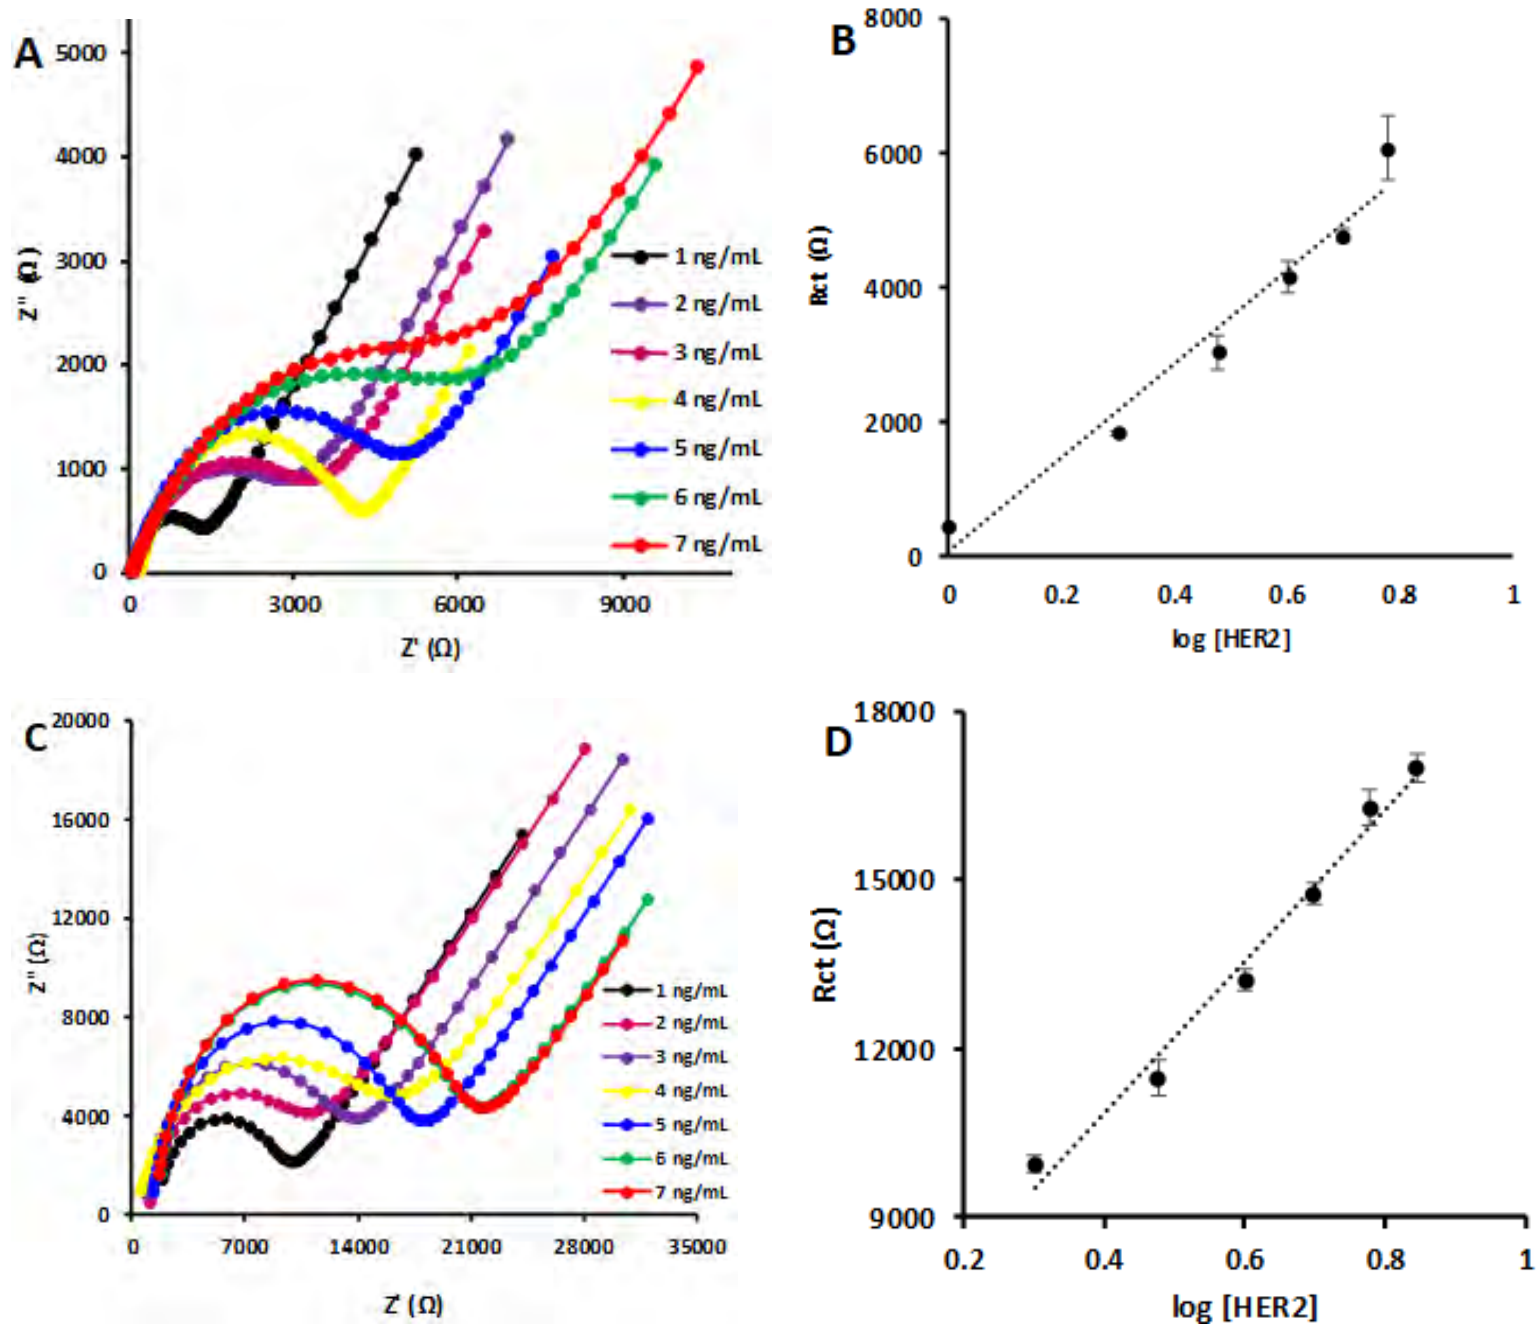 A
5000
4000
3000
2000
1000
0
Z'' (Ω)
0 3000 6000 9000
Z' (Ω)
1 ng/mL
2 ng/mL
3 ng/mL
4 ng/mL
5 ng/mL
6 ng/mL
7 ng/mL
B
8000
6000
4000
2000
0
Rct (Ω)
0 0.2 0.4 0.6 0.8 1
log [HER2]
C
20000
16000
12000
8000
4000
0
Z'' (Ω)
0 7000 14000 21000 28000 35000
Z' (Ω)
1 ng/mL
2 ng/mL
3 ng/mL
4 ng/mL
5 ng/mL
6 ng/mL
7 ng/mL
D
18000
15000
12000
9000
Rct (Ω)
0.2 0.4 0.6 0.8 1
log [HER2]